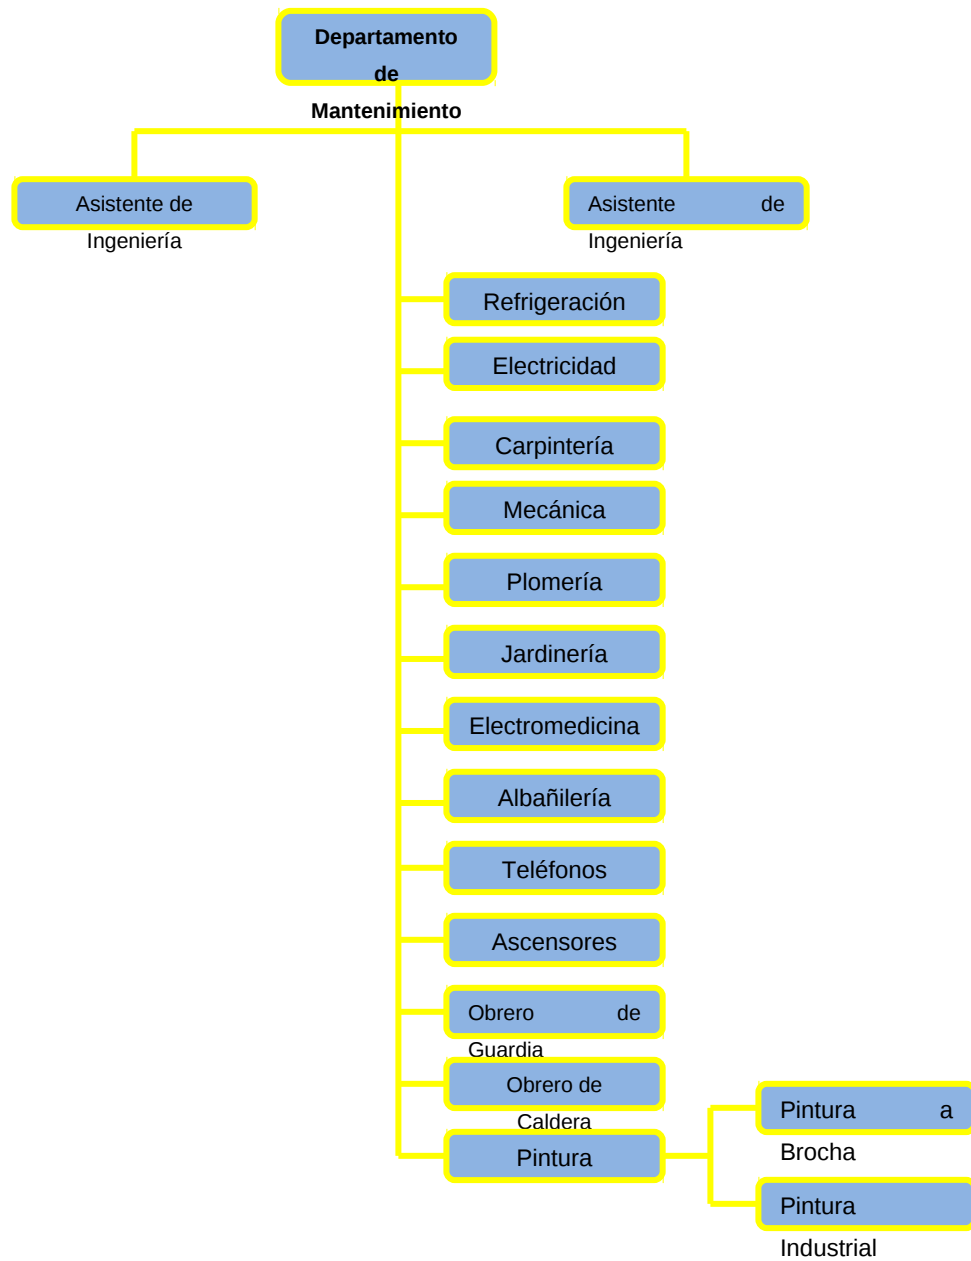 Departamento
de
Mantenimiento
Asistente de
Ingeniería
Asistente de
Ingeniería
Refrigeración
Electricidad
Carpintería
Mecánica
Plomería
Jardinería
Electromedicina
Albañilería
Teléfonos
Ascensores
Obrero de
Guardia
Obrero de
Caldera
Pintura
Pintura a
Brocha
Pintura
Industrial